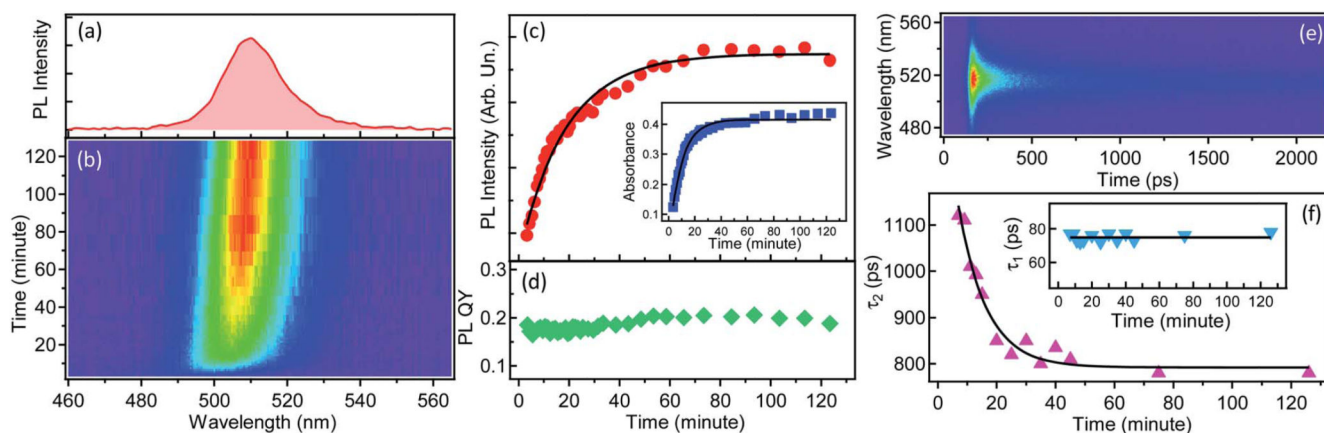 (a)
PL Intensity
(b)
Time (minute)
120
100
80
60
40
20
460 480 500 520 540 560
Wavelength (nm)
(c)
PL Intensity (Arb. Un.)
Absorbance
0.4
0.3
0.2
0.1
0 20 40 60 80 100 120
Time (minute)
(d)
PL QY
0.3
0.2
0.1
0 20 40 60 80 100 120
Time (minute)
(e)
Wavelength (nm)
560
520
480
0 500 1000 1500 2000
Time (ps)
(f)
τ2 (ps)
1100
1000
900
800
τ1 (ps)
80
60
0 20 40 60 80 100 120
Time (minute)
0 20 40 60 80 100 120
Time (minute)